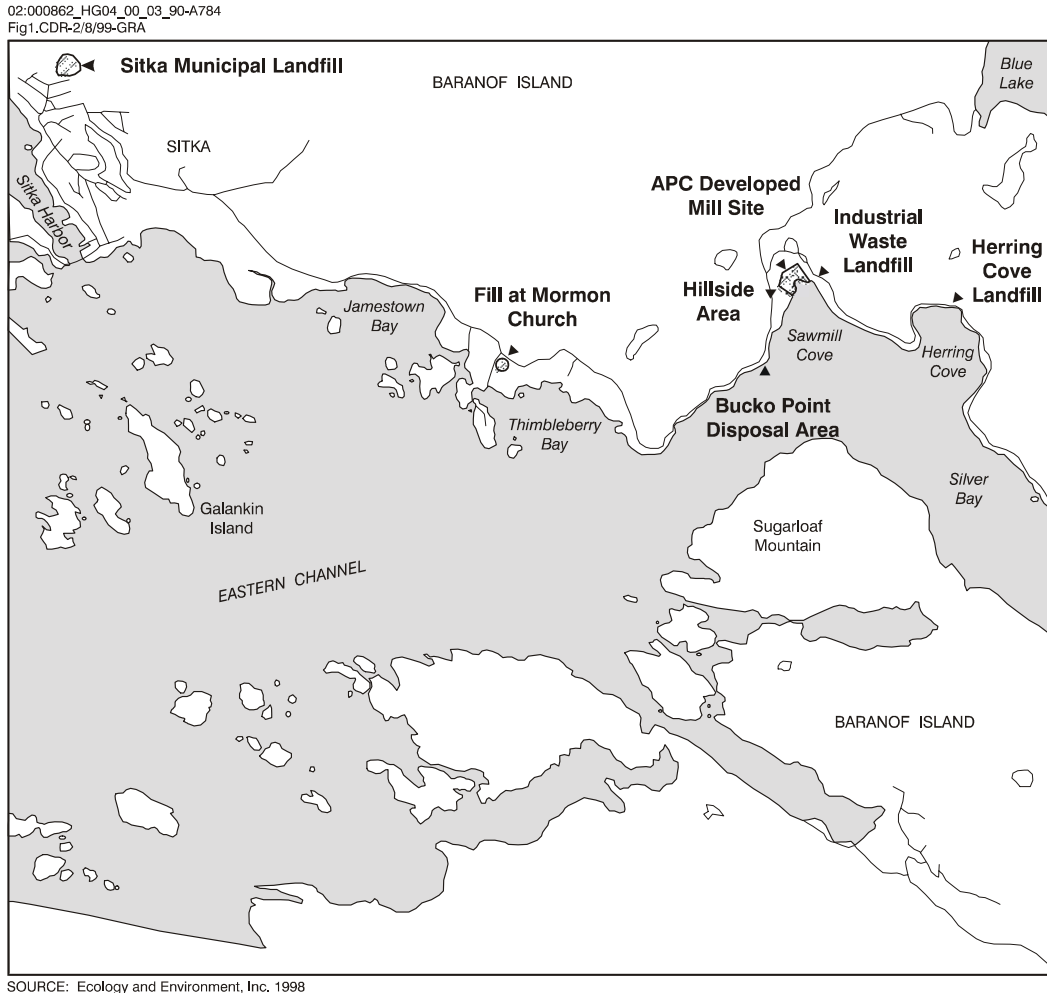 02:000862_HG04_00_03_90-A784
Fig1.CDR-2/8/99-GRA
Sitka Municipal Landfill
BARANOF ISLAND
Blue
Lake
SITKA
Sitka Harbor
APC Developed
Mill Site
Industrial
Waste
Landfill
Herring
Cove
Landfill
Hillside
Area
Jamestown
Bay
Fill at Mormon
Church
Sawmill
Cove
Herring
Cove
Bucko Point
Disposal Area
Thimbleberry
Bay
Silver
Bay
Galankin
Island
Sugarloaf
Mountain
EASTERN CHANNEL
BARANOF ISLAND
SOURCE: Ecology and Environment, Inc. 1998